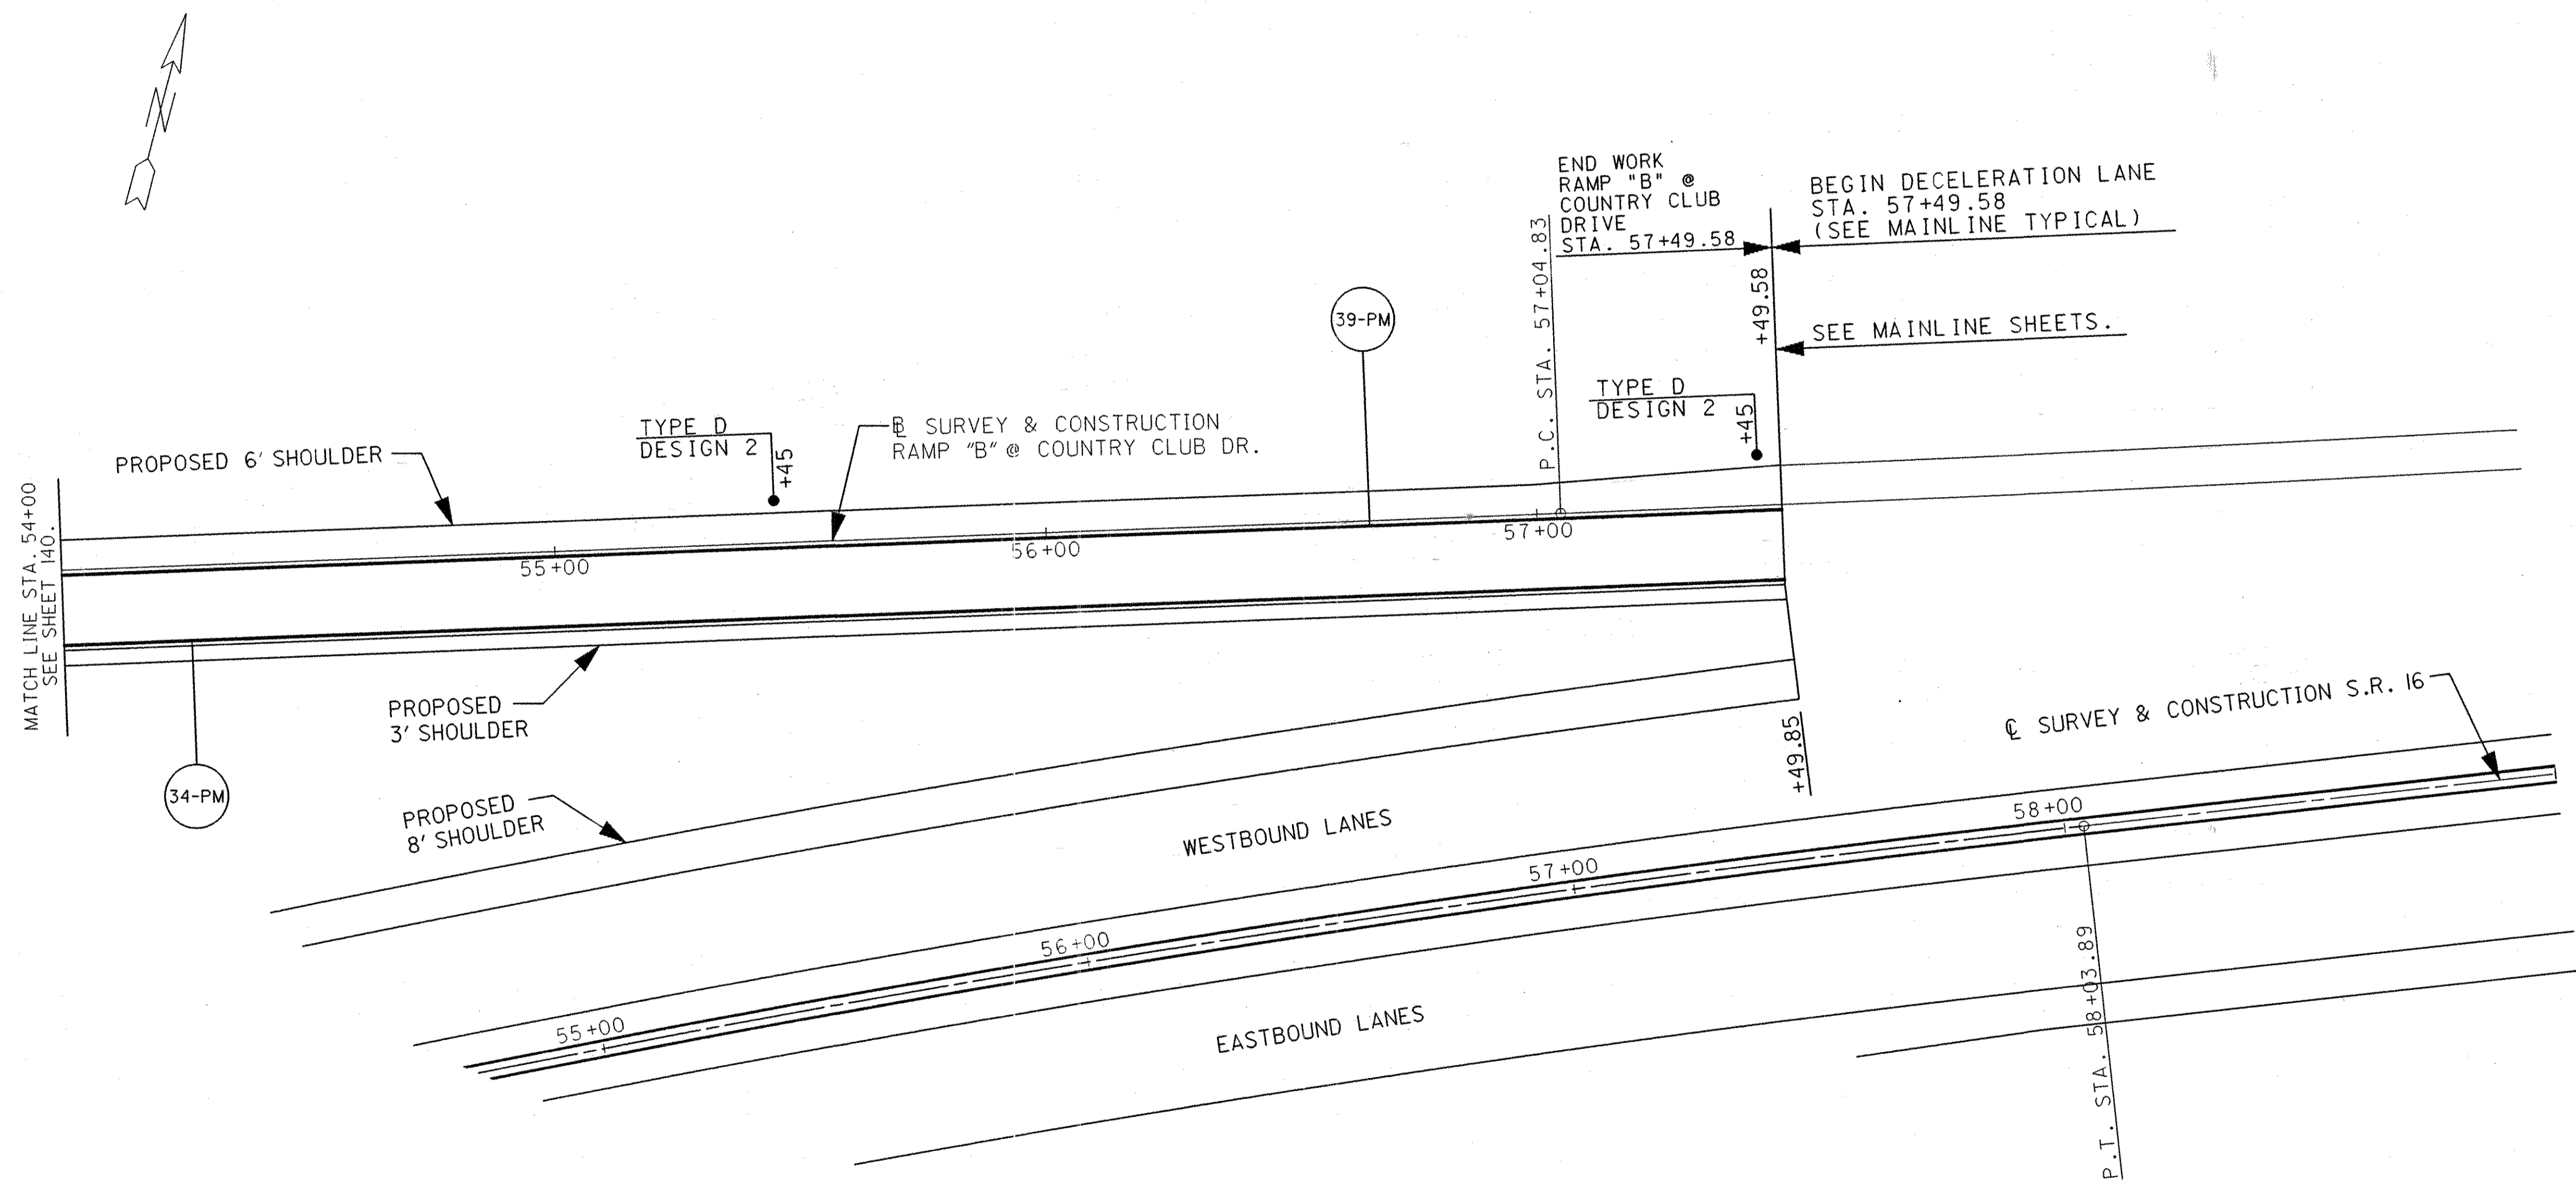 N
END WORK
RAMP "B" @
COUNTRY CLUB
DRIVE
STA. 57+49.58
BEGIN DECELERATION LANE
STA. 57+49.58
(SEE MAINLINE TYPICAL)
P.C. STA. 57+04.83
+49.58
SEE MAINLINE SHEETS.
39-PM
TYPE D
DESIGN 2
+45
TYPE D
DESIGN 2
+45
℄ SURVEY & CONSTRUCTION
RAMP "B" @ COUNTRY CLUB DR.
PROPOSED 6' SHOULDER
MATCH LINE STA. 54+00
SEE SHEET 140.
55+00
56+00
57+00
PROPOSED
3' SHOULDER
34-PM
PROPOSED
8' SHOULDER
+49.85
℄ SURVEY & CONSTRUCTION S.R. 16
WESTBOUND LANES
58+00
57+00
56+00
55+00
EASTBOUND LANES
P.T. STA. 58+03.89